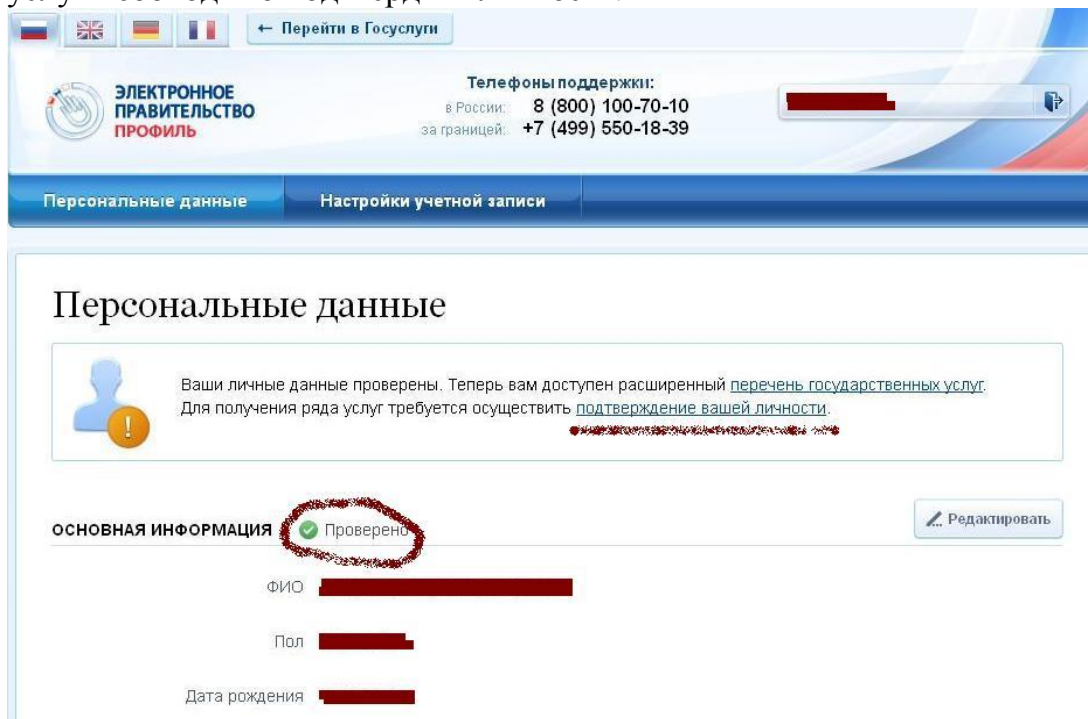 ← Перейти в Госуслуги
ЭЛЕКТРОННОЕ
ПРАВИТЕЛЬСТВО
ПРОФИЛЬ
Телефоны поддержки:
в России: 8 (800) 100-70-10
за границей: +7 (499) 550-18-39
Персональные данные Настройки учетной записи
Персональные данные
Ваши личные данные проверены. Теперь вам доступен расширенный перечень государственных услуг.
Для получения ряда услуг требуется осуществить подтверждение вашей личности.
ОСНОВНАЯ ИНФОРМАЦИЯ Проверено Редактировать
ФИО
Пол
Дата рождения